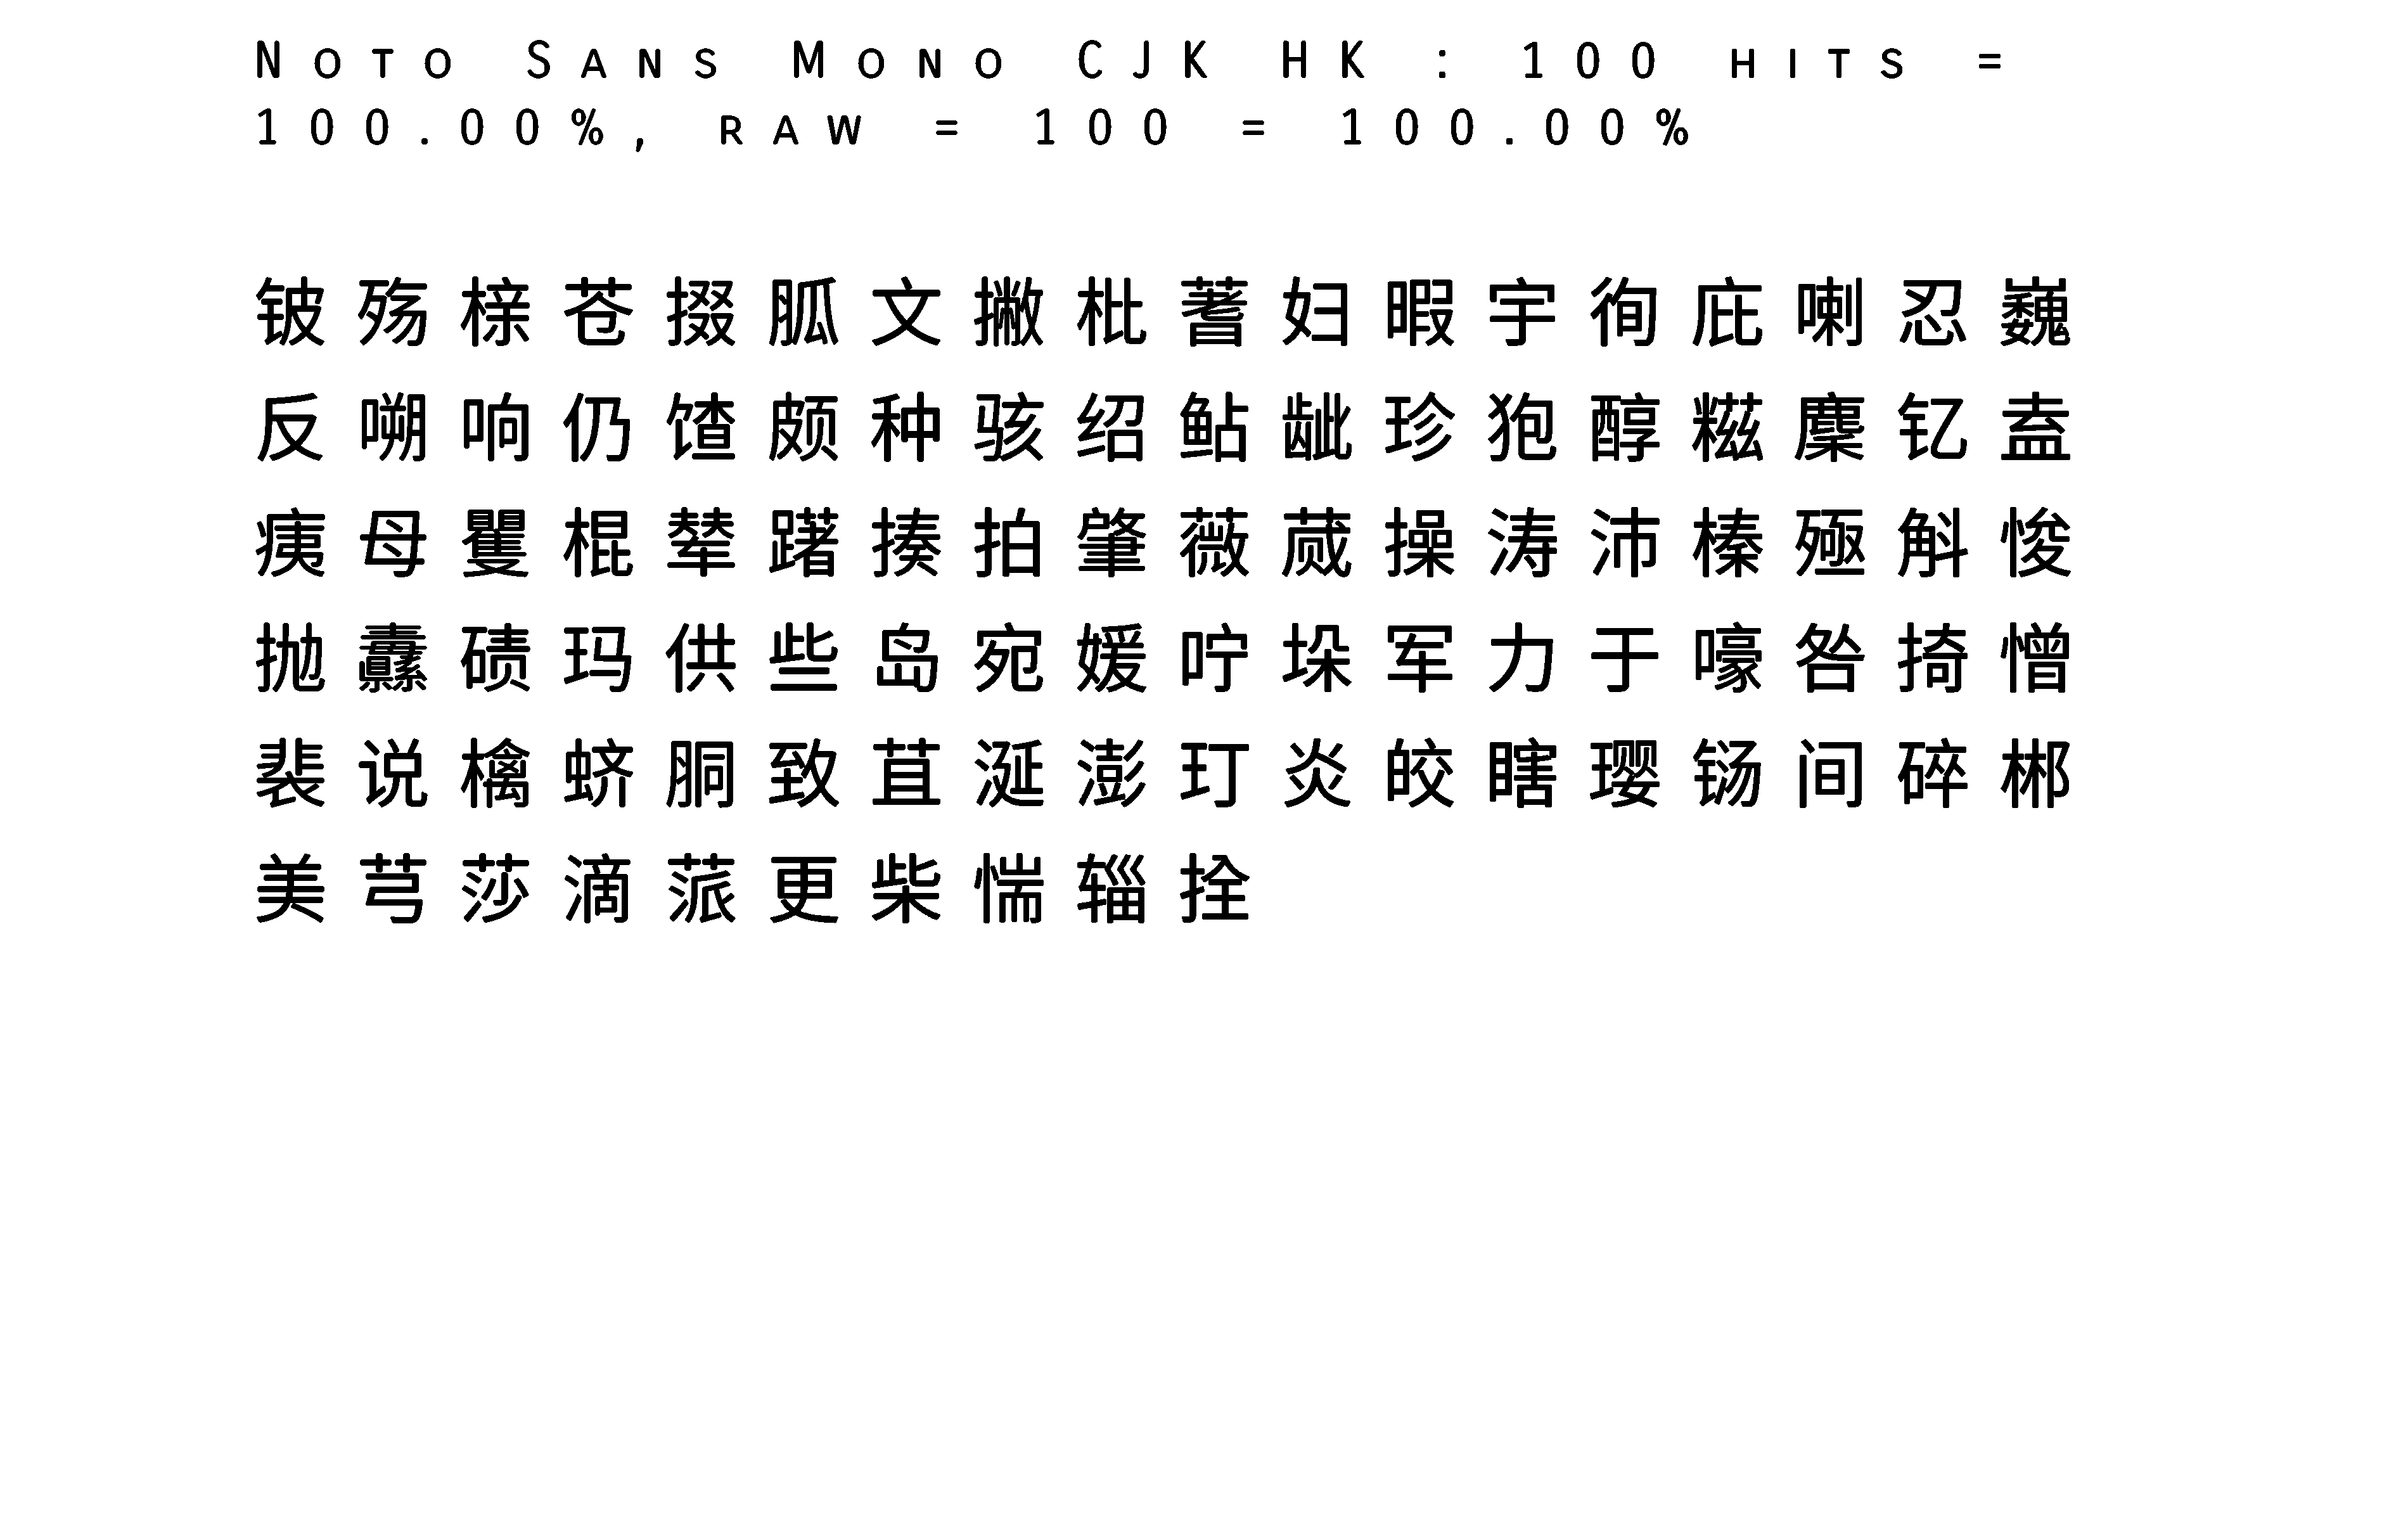 Noto Sans Mono CJK HK : 100 hits =
100.00%, raw = 100 = 100.00%
铍殇榇苍掇胍文撇枇蓍妇暇宇徇庇喇忍巍
反嗍响仍馇颇种骇绍鲇龇珍狍醇糍麇钇盍
痍母矍棍辇躇揍拍肇薇蒇操涛沛榛殛斛悛
抛纛碛玛供些岛宛媛咛垛军力于嚎咎掎憎
裴说檎蛴胴致苴涎澎玎炎皎瞎璎钖间碎郴
美芎莎滴蒎更柴惴辎拴